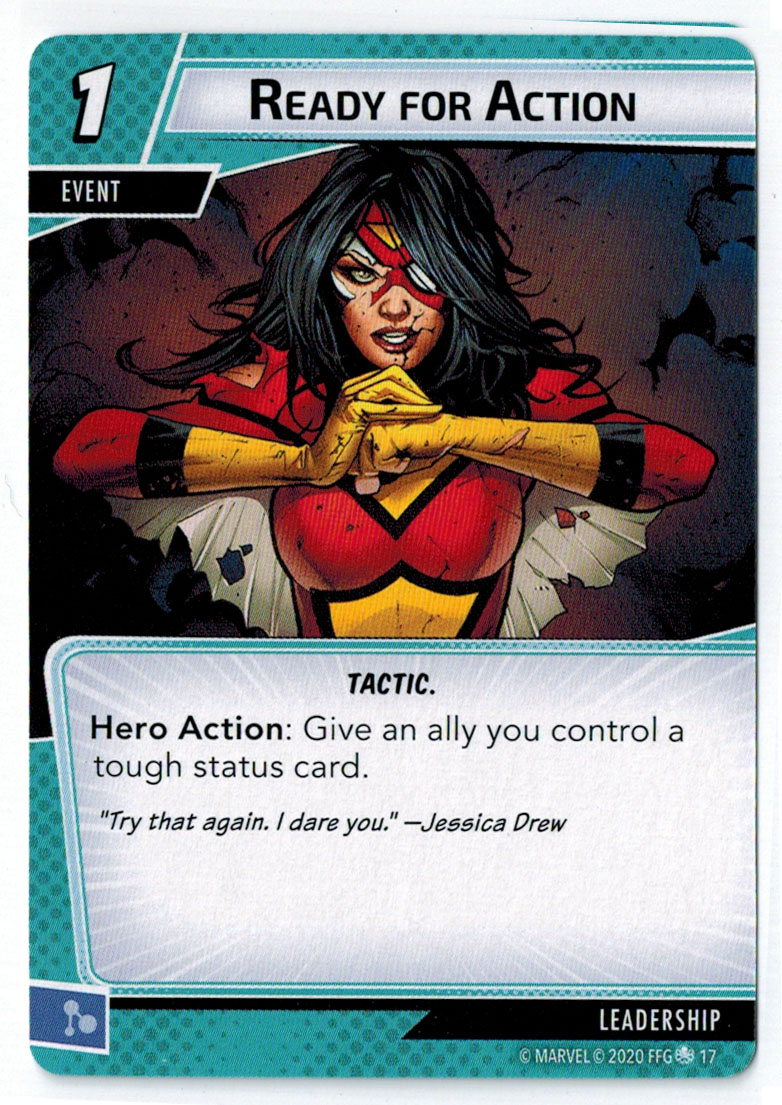 1
READY FOR ACTION
EVENT
TACTIC.
Hero Action: Give an ally you control a
tough status card.
"Try that again. I dare you." —Jessica Drew
LEADERSHIP
© MARVEL © 2020 FFG 17